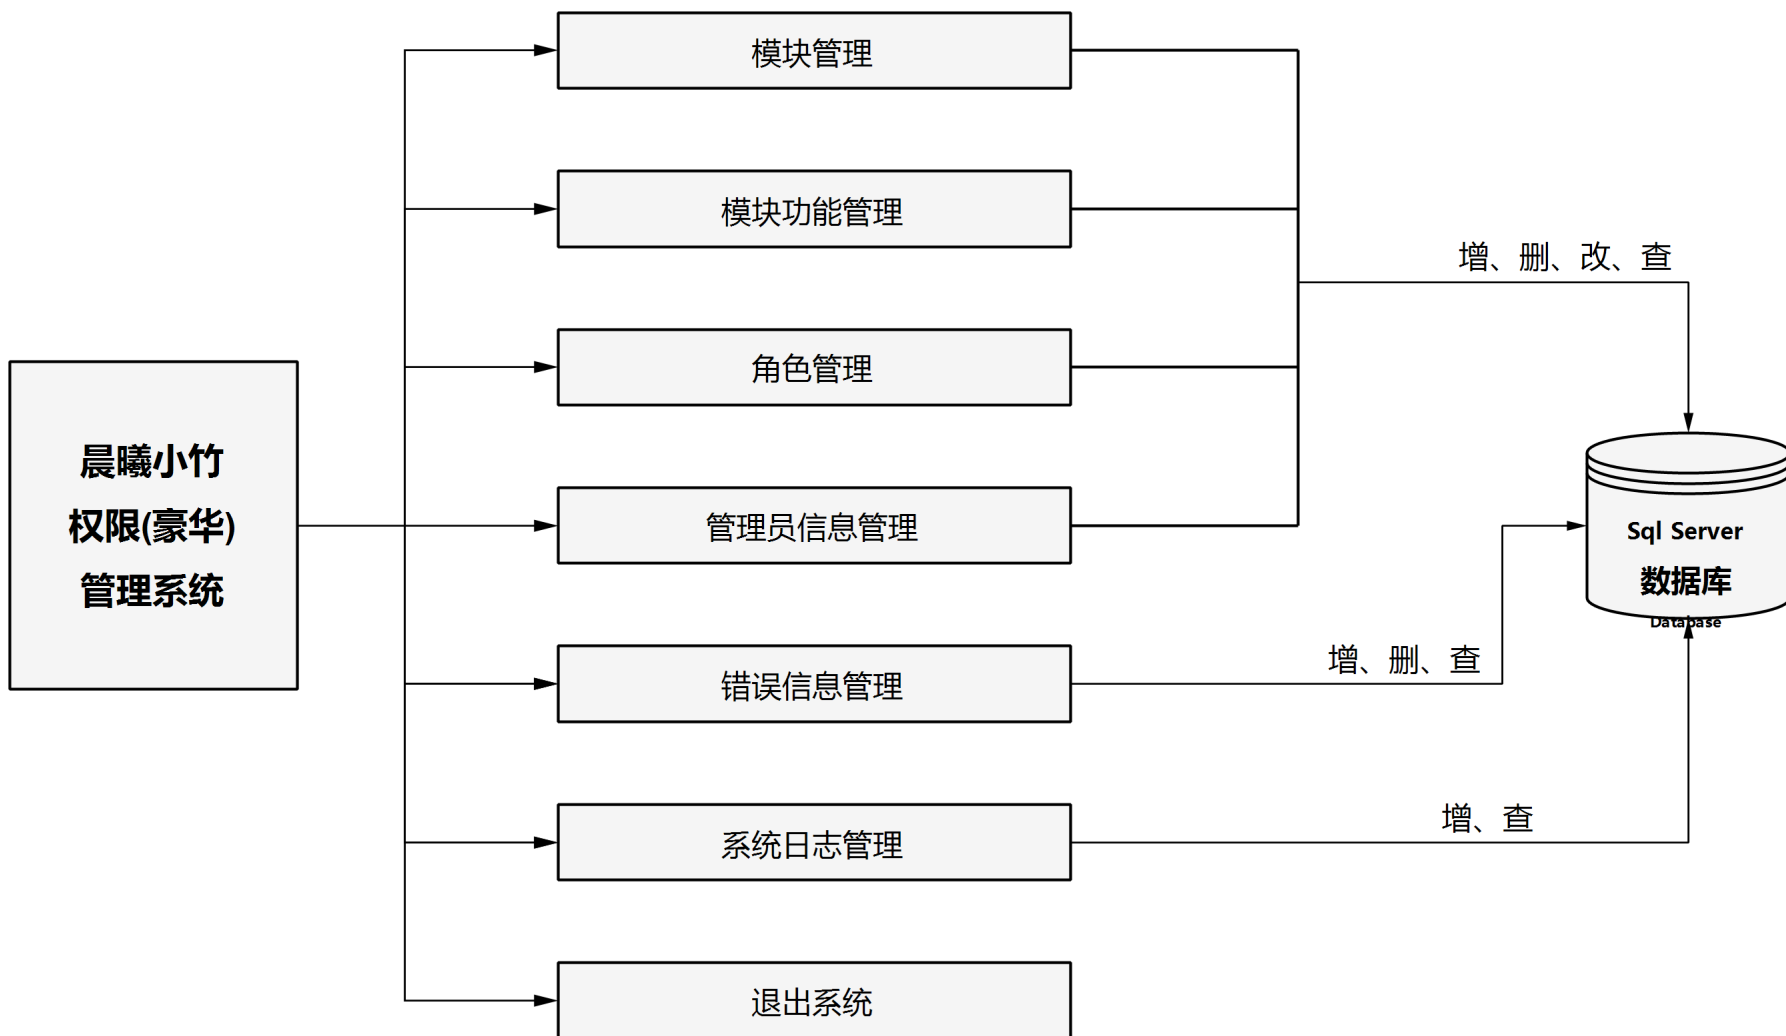 模块管理
模块功能管理
增、删、改、查
角色管理
晨曦小竹
权限(豪华)
管理系统
管理员信息管理
Sql Server
数据库
Database
错误信息管理
增、删、查
系统日志管理
增、查
退出系统